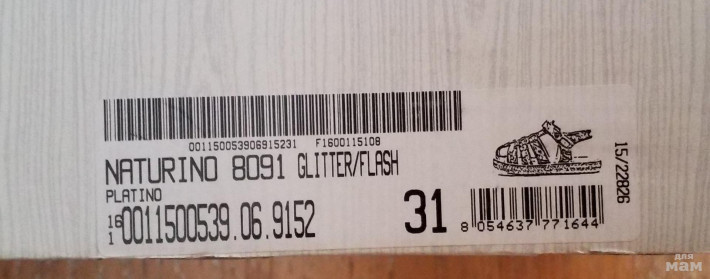 001150053906915231 F1600115108
NATURINO 8091 GLITTER/FLASH
PLATINO
16
1 0011500539.06.9152
31
8 054637 771644
15/22826
для
мам